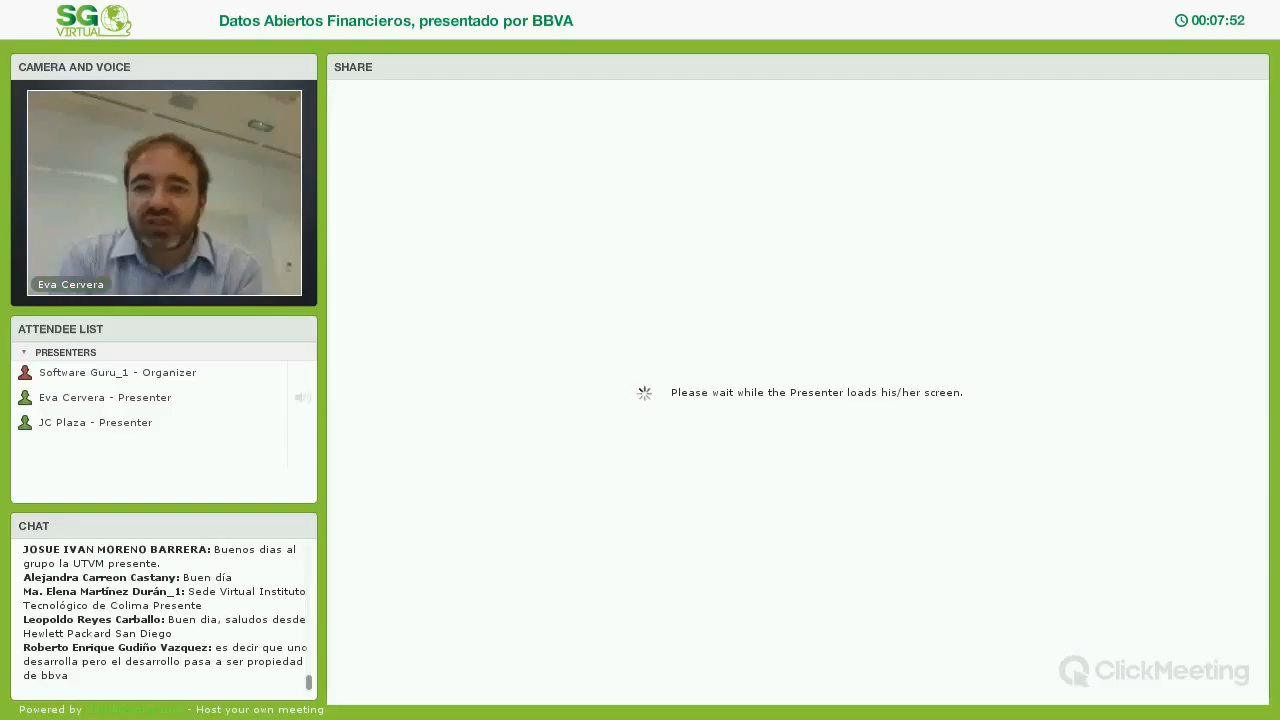 SG
VIRTUAL
Datos Abiertos Financieros, presentado por BBVA
00:07:52
CAMERA AND VOICE
Eva Cervera
ATTENDEE LIST
PRESENTERS
Software Guru_1 - Organizer
Eva Cervera - Presenter
JC Plaza - Presenter
CHAT
JOSUE IVAN MORENO BARRERA: Buenos dias al
grupo la UTVM presente.
Alejandra Carreon Castany: Buen día
Ma. Elena Martínez Durán_1: Sede Virtual Instituto
Tecnológico de Colima Presente
Leopoldo Reyes Carballo: Buen dia, saludos desde
Hewlett Packard San Diego
Roberto Enrique Gudiño Vazquez: es decir que uno
desarrolla pero el desarrollo pasa a ser propiedad
de bbva
Powered by - Host your own meeting
SHARE
Please wait while the Presenter loads his/her screen.
ClickMeeting